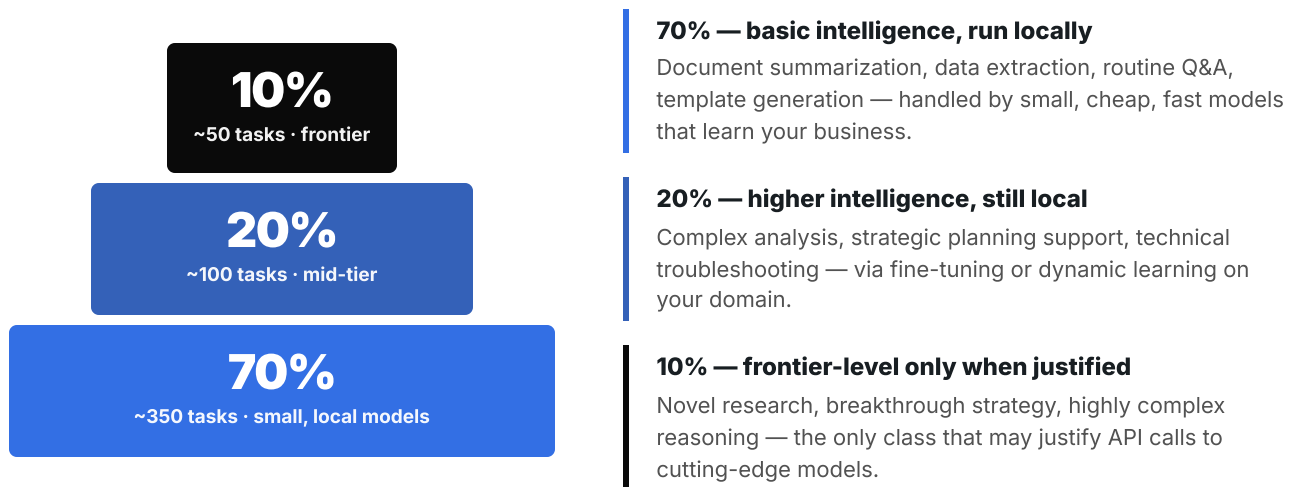 10%
~50 tasks · frontier
20%
~100 tasks · mid-tier
70%
~350 tasks · small, local models
70% — basic intelligence, run locally
Document summarization, data extraction, routine Q&A,
template generation — handled by small, cheap, fast models
that learn your business.
20% — higher intelligence, still local
Complex analysis, strategic planning support, technical
troubleshooting — via fine-tuning or dynamic learning on
your domain.
10% — frontier-level only when justified
Novel research, breakthrough strategy, highly complex
reasoning — the only class that may justify API calls to
cutting-edge models.